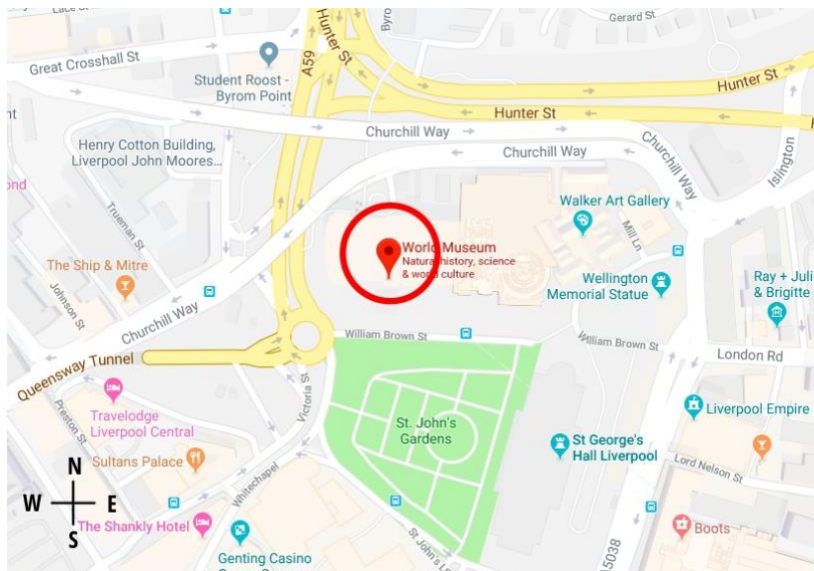 Lace St
Byro
Gerard St
Great Crosshall St
A59
Hunter St
Student Roost -
Byrom Point
Hunter St
Hunter St
nt
Churchill Way
Henry Cotton Building,
Liverpool John Moores...
Churchill Way
Churchill Way
Islington
ond
Trueman St
Walker Art Gallery
Mill Ln
World Museum
Natural history, science
& world culture
The Ship & Mitre
Wellington
Memorial Statue
Ray + Juli
& Brigitte
Johnson St
Churchill Way
William Brown St
William Brown St
London Rd
Queensway Tunnel
Victoria St
Travelodge
Liverpool Central
Preston St
St. John's
Gardens
Liverpool Empire
St George's
Hall Liverpool
Sultans Palace
Lord Nelson St
N
W E
S
Whitechapel
The Shankly Hotel
Boots
St John's L
A5038
Genting Casino